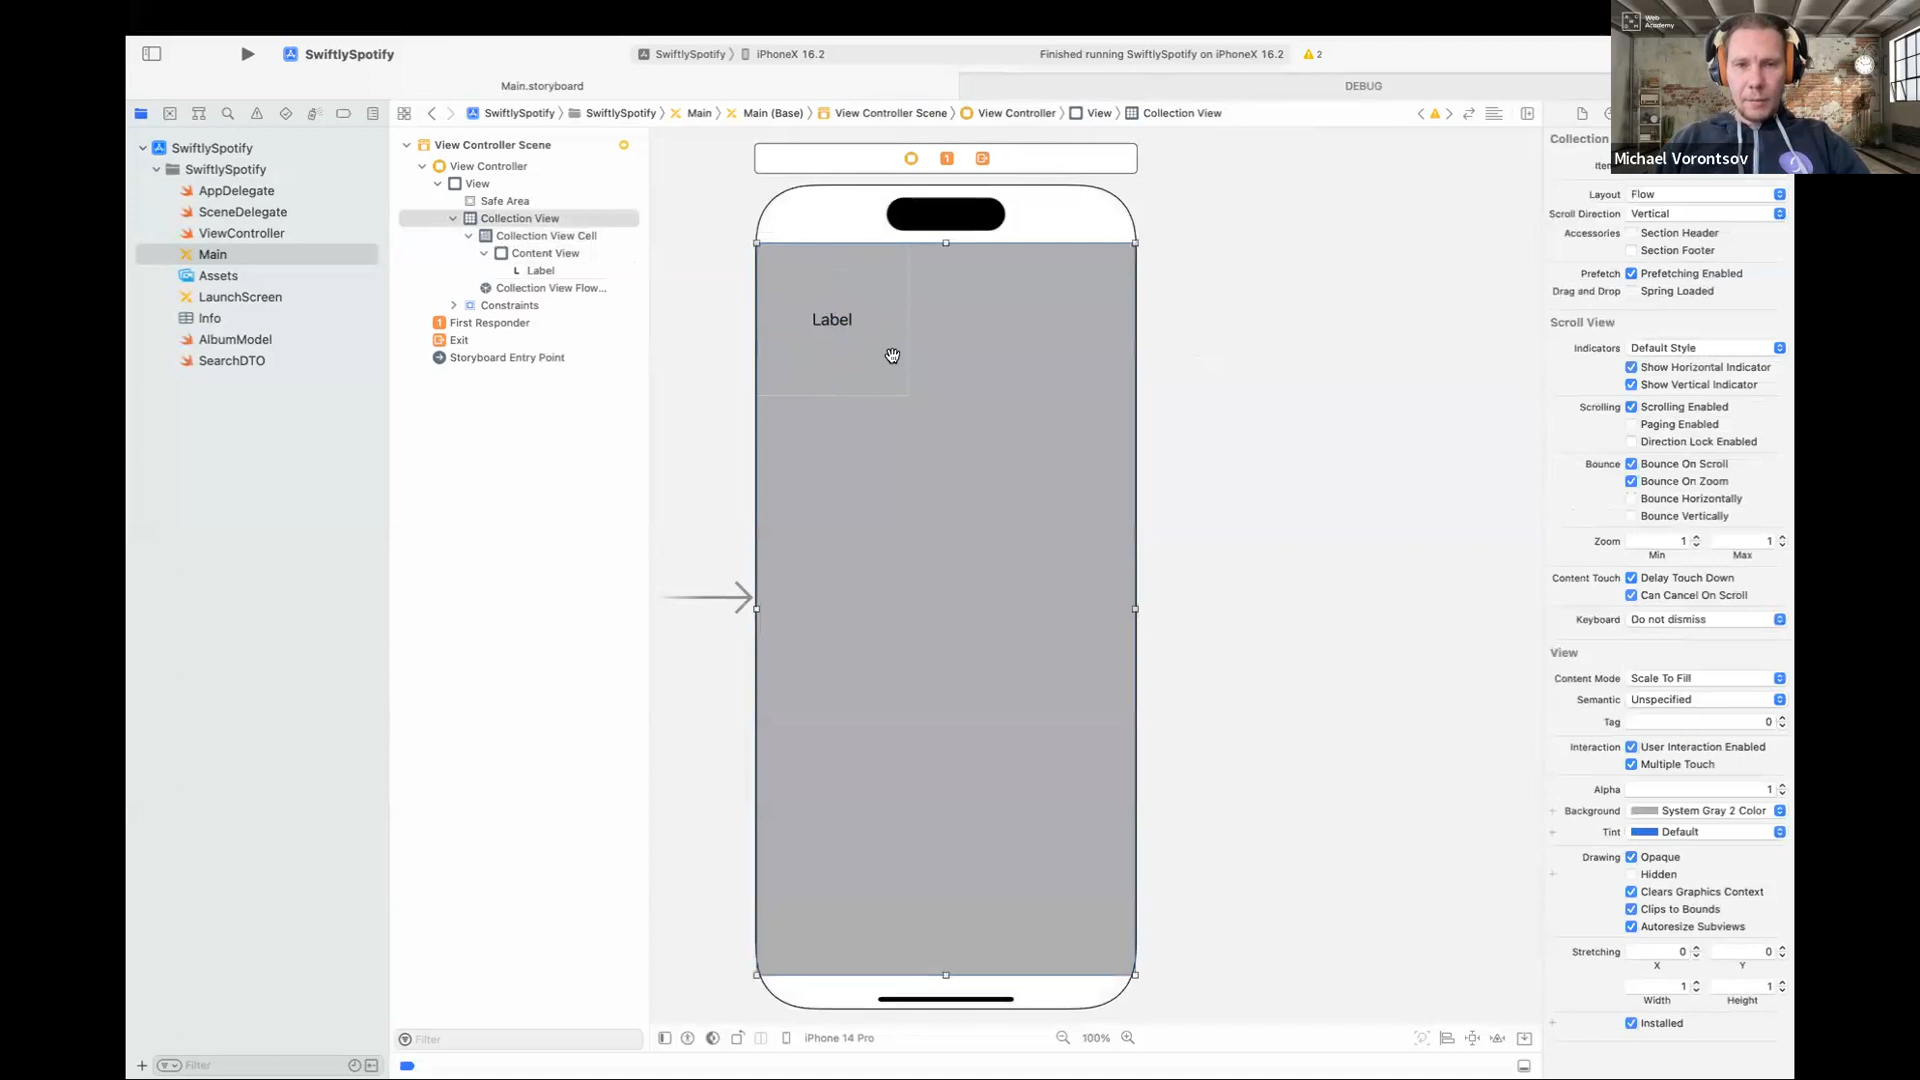 SwiftlySpotify
SwiftlySpotify
iPhoneX 16.2
Finished running SwiftlySpotify on iPhoneX 16.2
2
Web
Academy
Michael Vorontsov
Main.storyboard
DEBUG
SwiftlySpotify
SwiftlySpotify
Main
Main (Base)
View Controller Scene
View Controller
View
Collection View
SwiftlySpotify
SwiftlySpotify
AppDelegate
SceneDelegate
ViewController
Main
Assets
LaunchScreen
Info
AlbumModel
SearchDTO
Filter
View Controller Scene
View Controller
View
Safe Area
Collection View
Collection View Cell
Content View
L Label
Collection View Flow...
Constraints
1 First Responder
Exit
Storyboard Entry Point
Filter
1
Label
iPhone 14 Pro
100%
Collection
Layout Flow
Scroll Direction Vertical
Accessories Section Header
Section Footer
Prefetch Prefetching Enabled
Drag and Drop Spring Loaded
Scroll View
Indicators Default Style
Show Horizontal Indicator
Show Vertical Indicator
Scrolling Scrolling Enabled
Paging Enabled
Direction Lock Enabled
Bounce Bounce On Scroll
Bounce On Zoom
Bounce Horizontally
Bounce Vertically
Zoom 1 1
Min Max
Content Touch Delay Touch Down
Can Cancel On Scroll
Keyboard Do not dismiss
View
Content Mode Scale To Fill
Semantic Unspecified
Tag 0
Interaction User Interaction Enabled
Multiple Touch
Alpha 1
Background System Gray 2 Color
Tint Default
Drawing Opaque
Hidden
Clears Graphics Context
Clips to Bounds
Autoresize Subviews
Stretching 0 0
X Y
1 1
Width Height
Installed